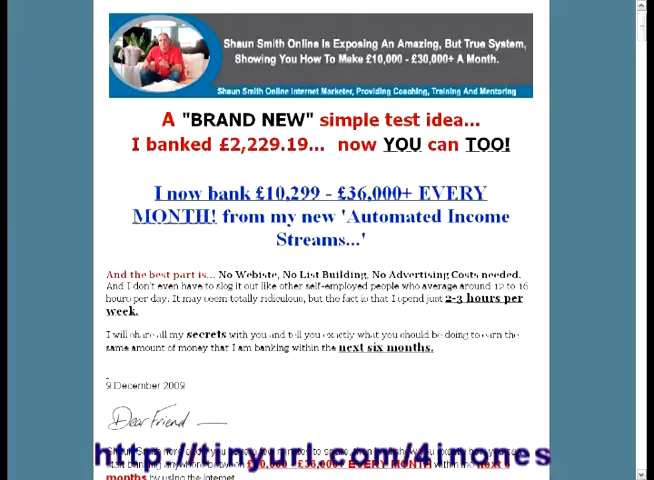 Shaun Smith Online Is Exposing An Amazing, But True System,
Showing You How To Make £10,000 - £30,000+ A Month.
Shaun Smith Online Internet Marketer, Providing Coaching, Training And Mentoring
A "BRAND NEW" simple test idea...
I banked £2,229.19... now YOU can TOO!
I now bank £10,299 - £36,000+ EVERY
MONTH! from my new 'Automated Income
Streams...'
And the best part is... No Webiste, No List Building, No Advertising Costs needed.
And I don't even have to slog it out like other self-employed people who average around 12 to 16
hours per day. It may seem totally ridiculous, but the fact is that I spend just 2-3 hours per
week.
I will share all my secrets with you and tell you exactly what you should be doing to earn the
same amount of money that I am banking within the next six months.
9 December 2009
Dear Friend
EVERY MONTH
months by using the Internet